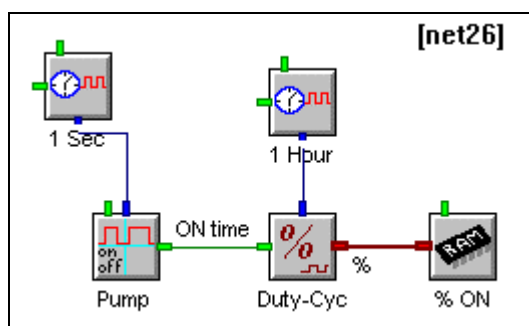 [net26]
1 Sec
1 Hour
ON time
on
off
%
%
RAM
Pump
Duty-Cyc
% ON